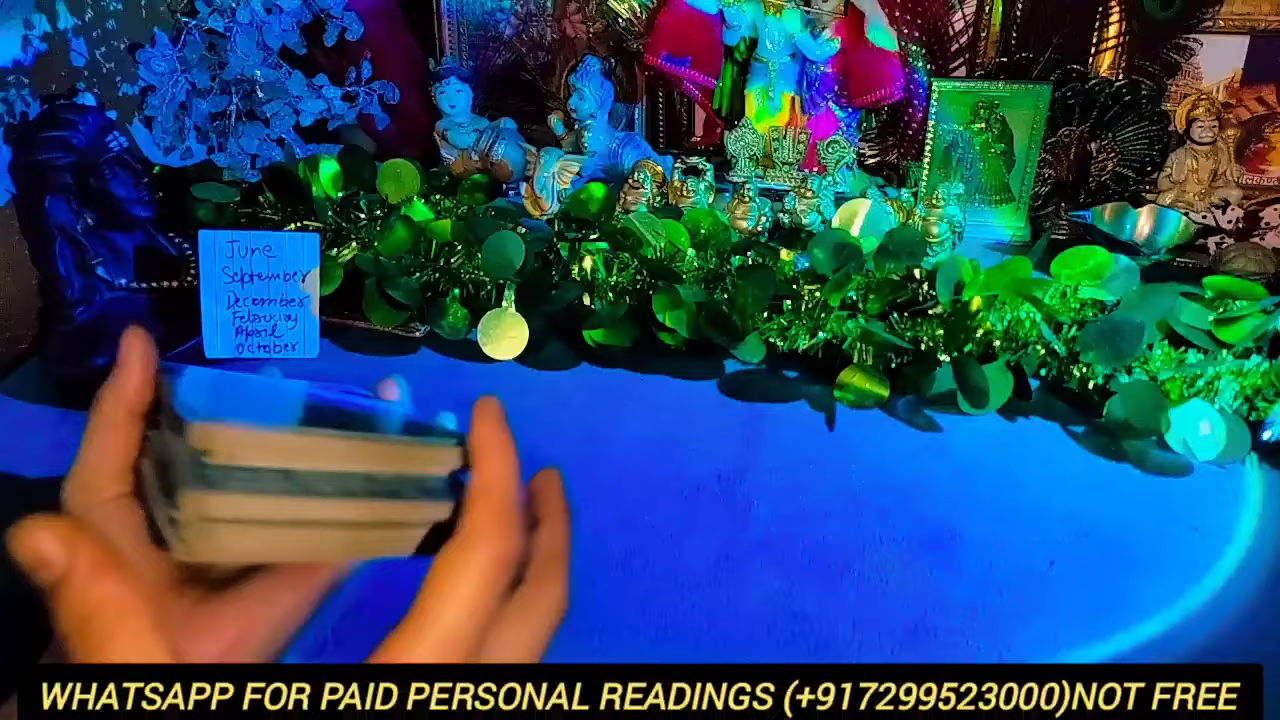 June
September
December
February
April
October
WHATSAPP FOR PAID PERSONAL READINGS (+917299523000)NOT FREE